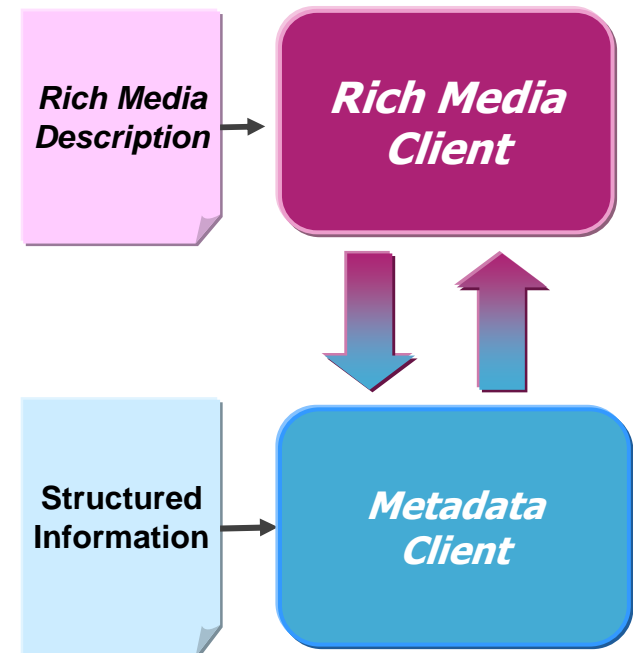 Rich Media
Description
Rich Media
Client
Structured
Information
Metadata
Client